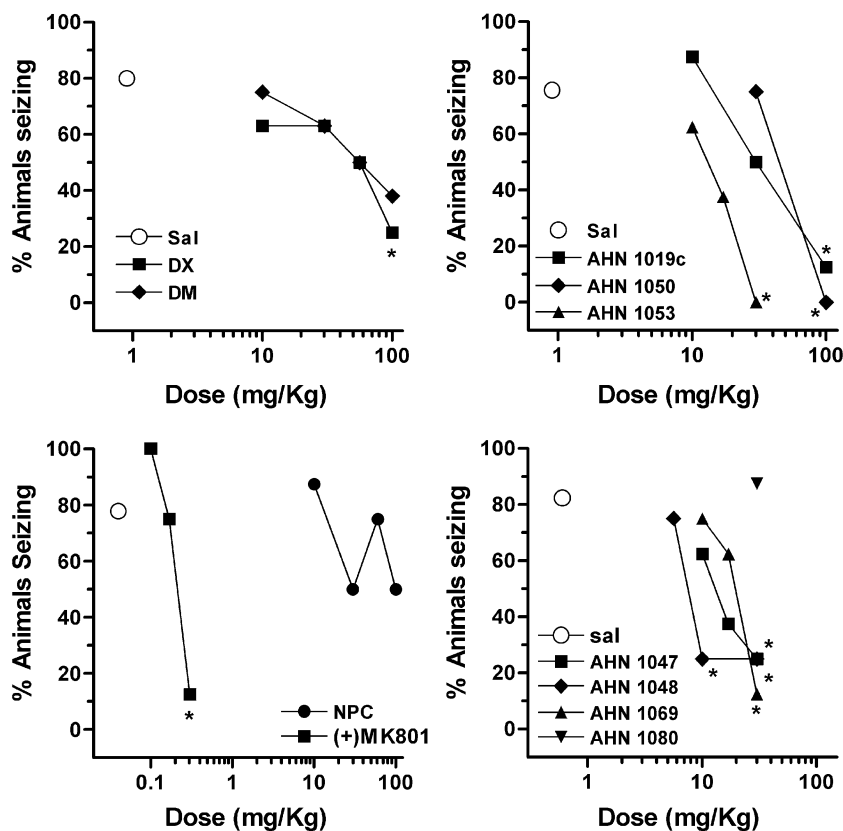 100
80
60
40
20
0
% Animals seizing
Sal
DX
DM
*
1
10
100
Dose (mg/Kg)
100
80
60
40
20
0
% Animals seizing
Sal
AHN 1019c
AHN 1050
AHN 1053
*
*
*
1
10
100
Dose (mg/Kg)
100
80
60
40
20
0
% Animals Seizing
*
NPC
(+)MK801
0.1
1
10
100
Dose (mg/Kg)
100
80
60
40
20
0
% Animals seizing
sal
AHN 1047
AHN 1048
AHN 1069
AHN 1080
*
*
*
*
1
10
100
Dose (mg/Kg)